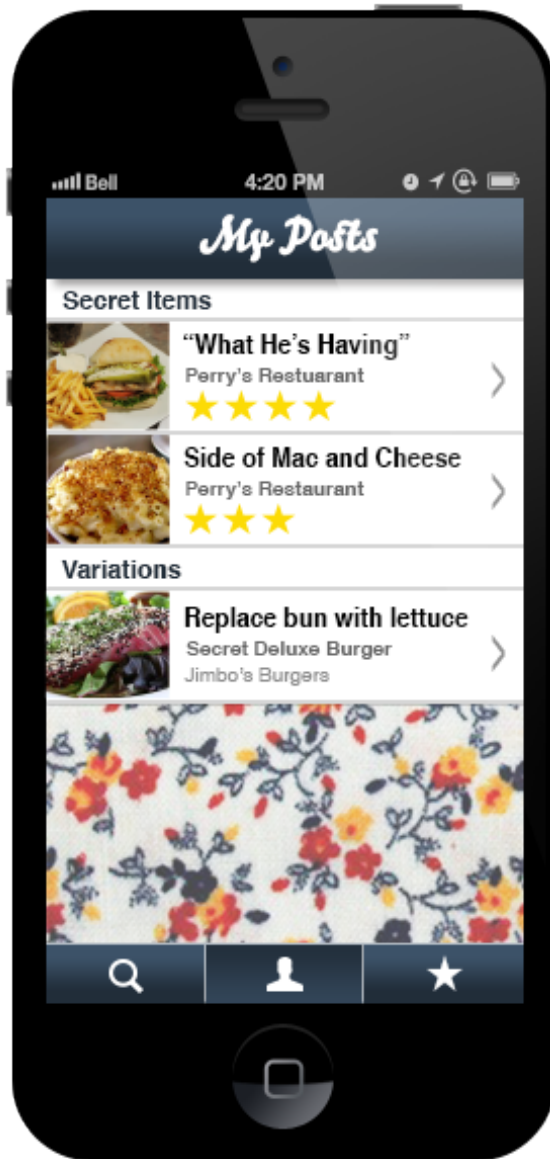 Bell
4:20 PM
My Posts
Secret Items
“What He’s Having”
Perry's Restuarant
Side of Mac and Cheese
Perry's Restaurant
Variations
Replace bun with lettuce
Secret Deluxe Burger
Jimbo's Burgers